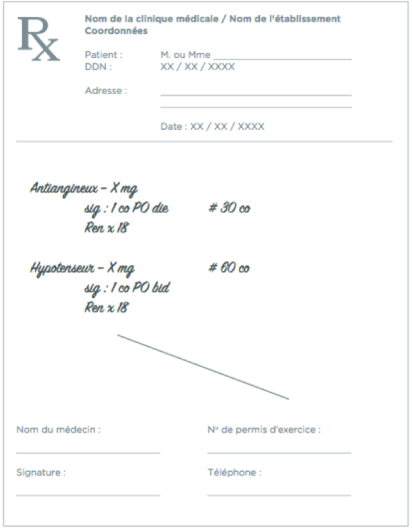 Rx
Nom de la clinique médicale / Nom de l'établissement
Coordonnées
Patient : M. ou Mme
DDN : XX / XX / XXXX
Adresse :
Date : XX / XX / XXXX
Antiangineux – X mg
sig : 1 co PO die # 30 co
Ren x 18
Hypotenseur – X mg # 60 co
sig : 1 co PO bid
Ren x 18
Nom du médecin : Nº de permis d'exercice :
Signature : Téléphone :